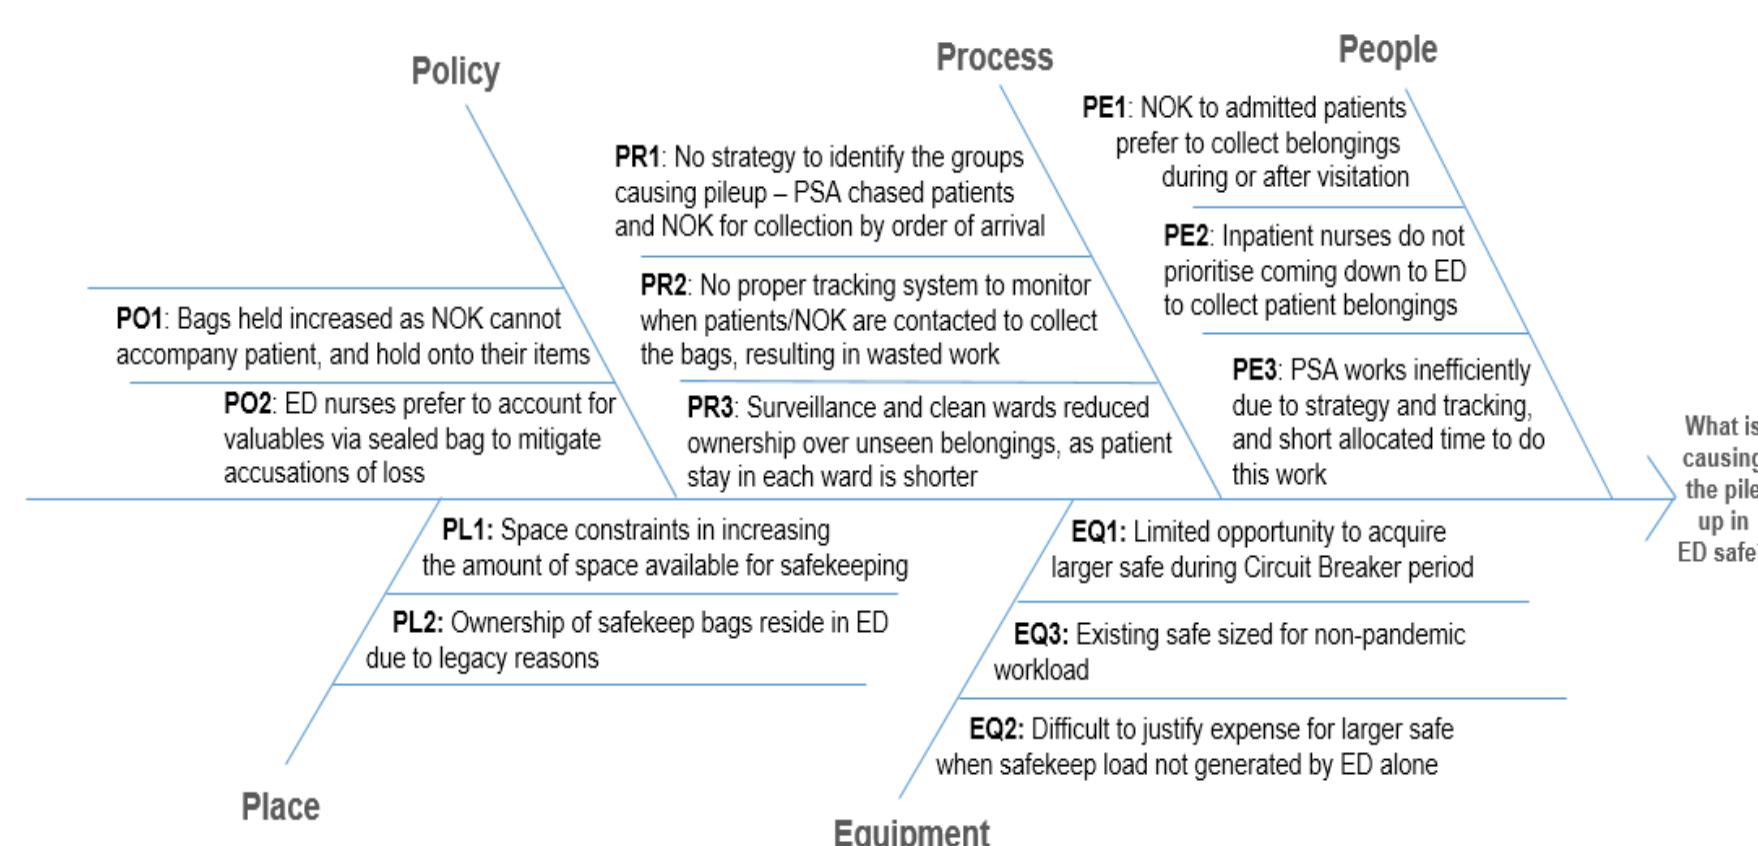 Policy
PO1: Bags held increased as NOK cannot
accompany patient, and hold onto their items
PO2: ED nurses prefer to account for
valuables via sealed bag to mitigate
accusations of loss
Process
PR1: No strategy to identify the groups
causing pileup – PSA chased patients
and NOK for collection by order of arrival
PR2: No proper tracking system to monitor
when patients/NOK are contacted to collect
the bags, resulting in wasted work
PR3: Surveillance and clean wards reduced
ownership over unseen belongings, as patient
stay in each ward is shorter
People
PE1: NOK to admitted patients
prefer to collect belongings
during or after visitation
PE2: Inpatient nurses do not
prioritise coming down to ED
to collect patient belongings
PE3: PSA works inefficiently
due to strategy and tracking,
and short allocated time to do
this work
What is
causing
the pile
up in
ED safe?
PL1: Space constraints in increasing
the amount of space available for safekeeping
PL2: Ownership of safekeep bags reside in ED
due to legacy reasons
Place
EQ1: Limited opportunity to acquire
larger safe during Circuit Breaker period
EQ3: Existing safe sized for non-pandemic
workload
EQ2: Difficult to justify expense for larger safe
when safekeep load not generated by ED alone
Equipment